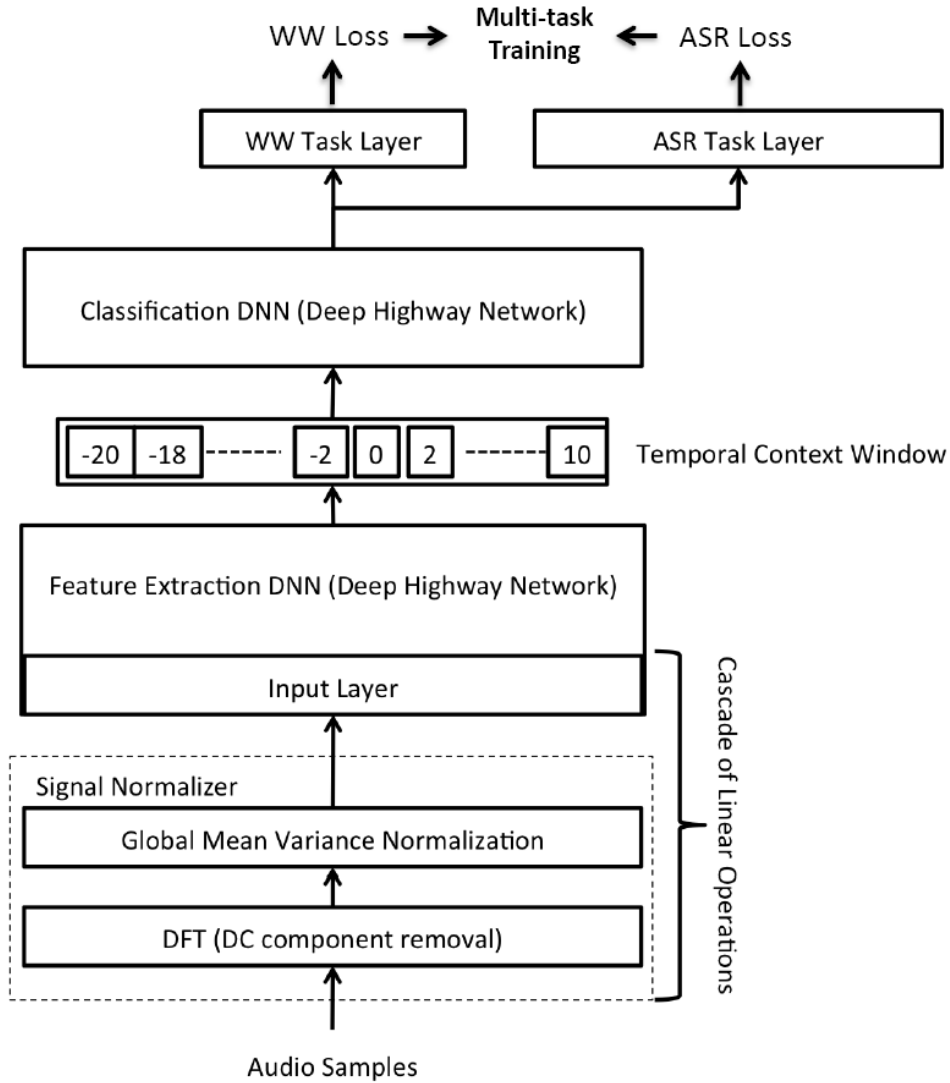 WW Loss
Multi-task
Training
ASR Loss
WW Task Layer
ASR Task Layer
Classification DNN (Deep Highway Network)
-20 -18 -2 0 2 10
Temporal Context Window
Feature Extraction DNN (Deep Highway Network)
Input Layer
Cascade of Linear Operations
Signal Normalizer
Global Mean Variance Normalization
DFT (DC component removal)
Audio Samples